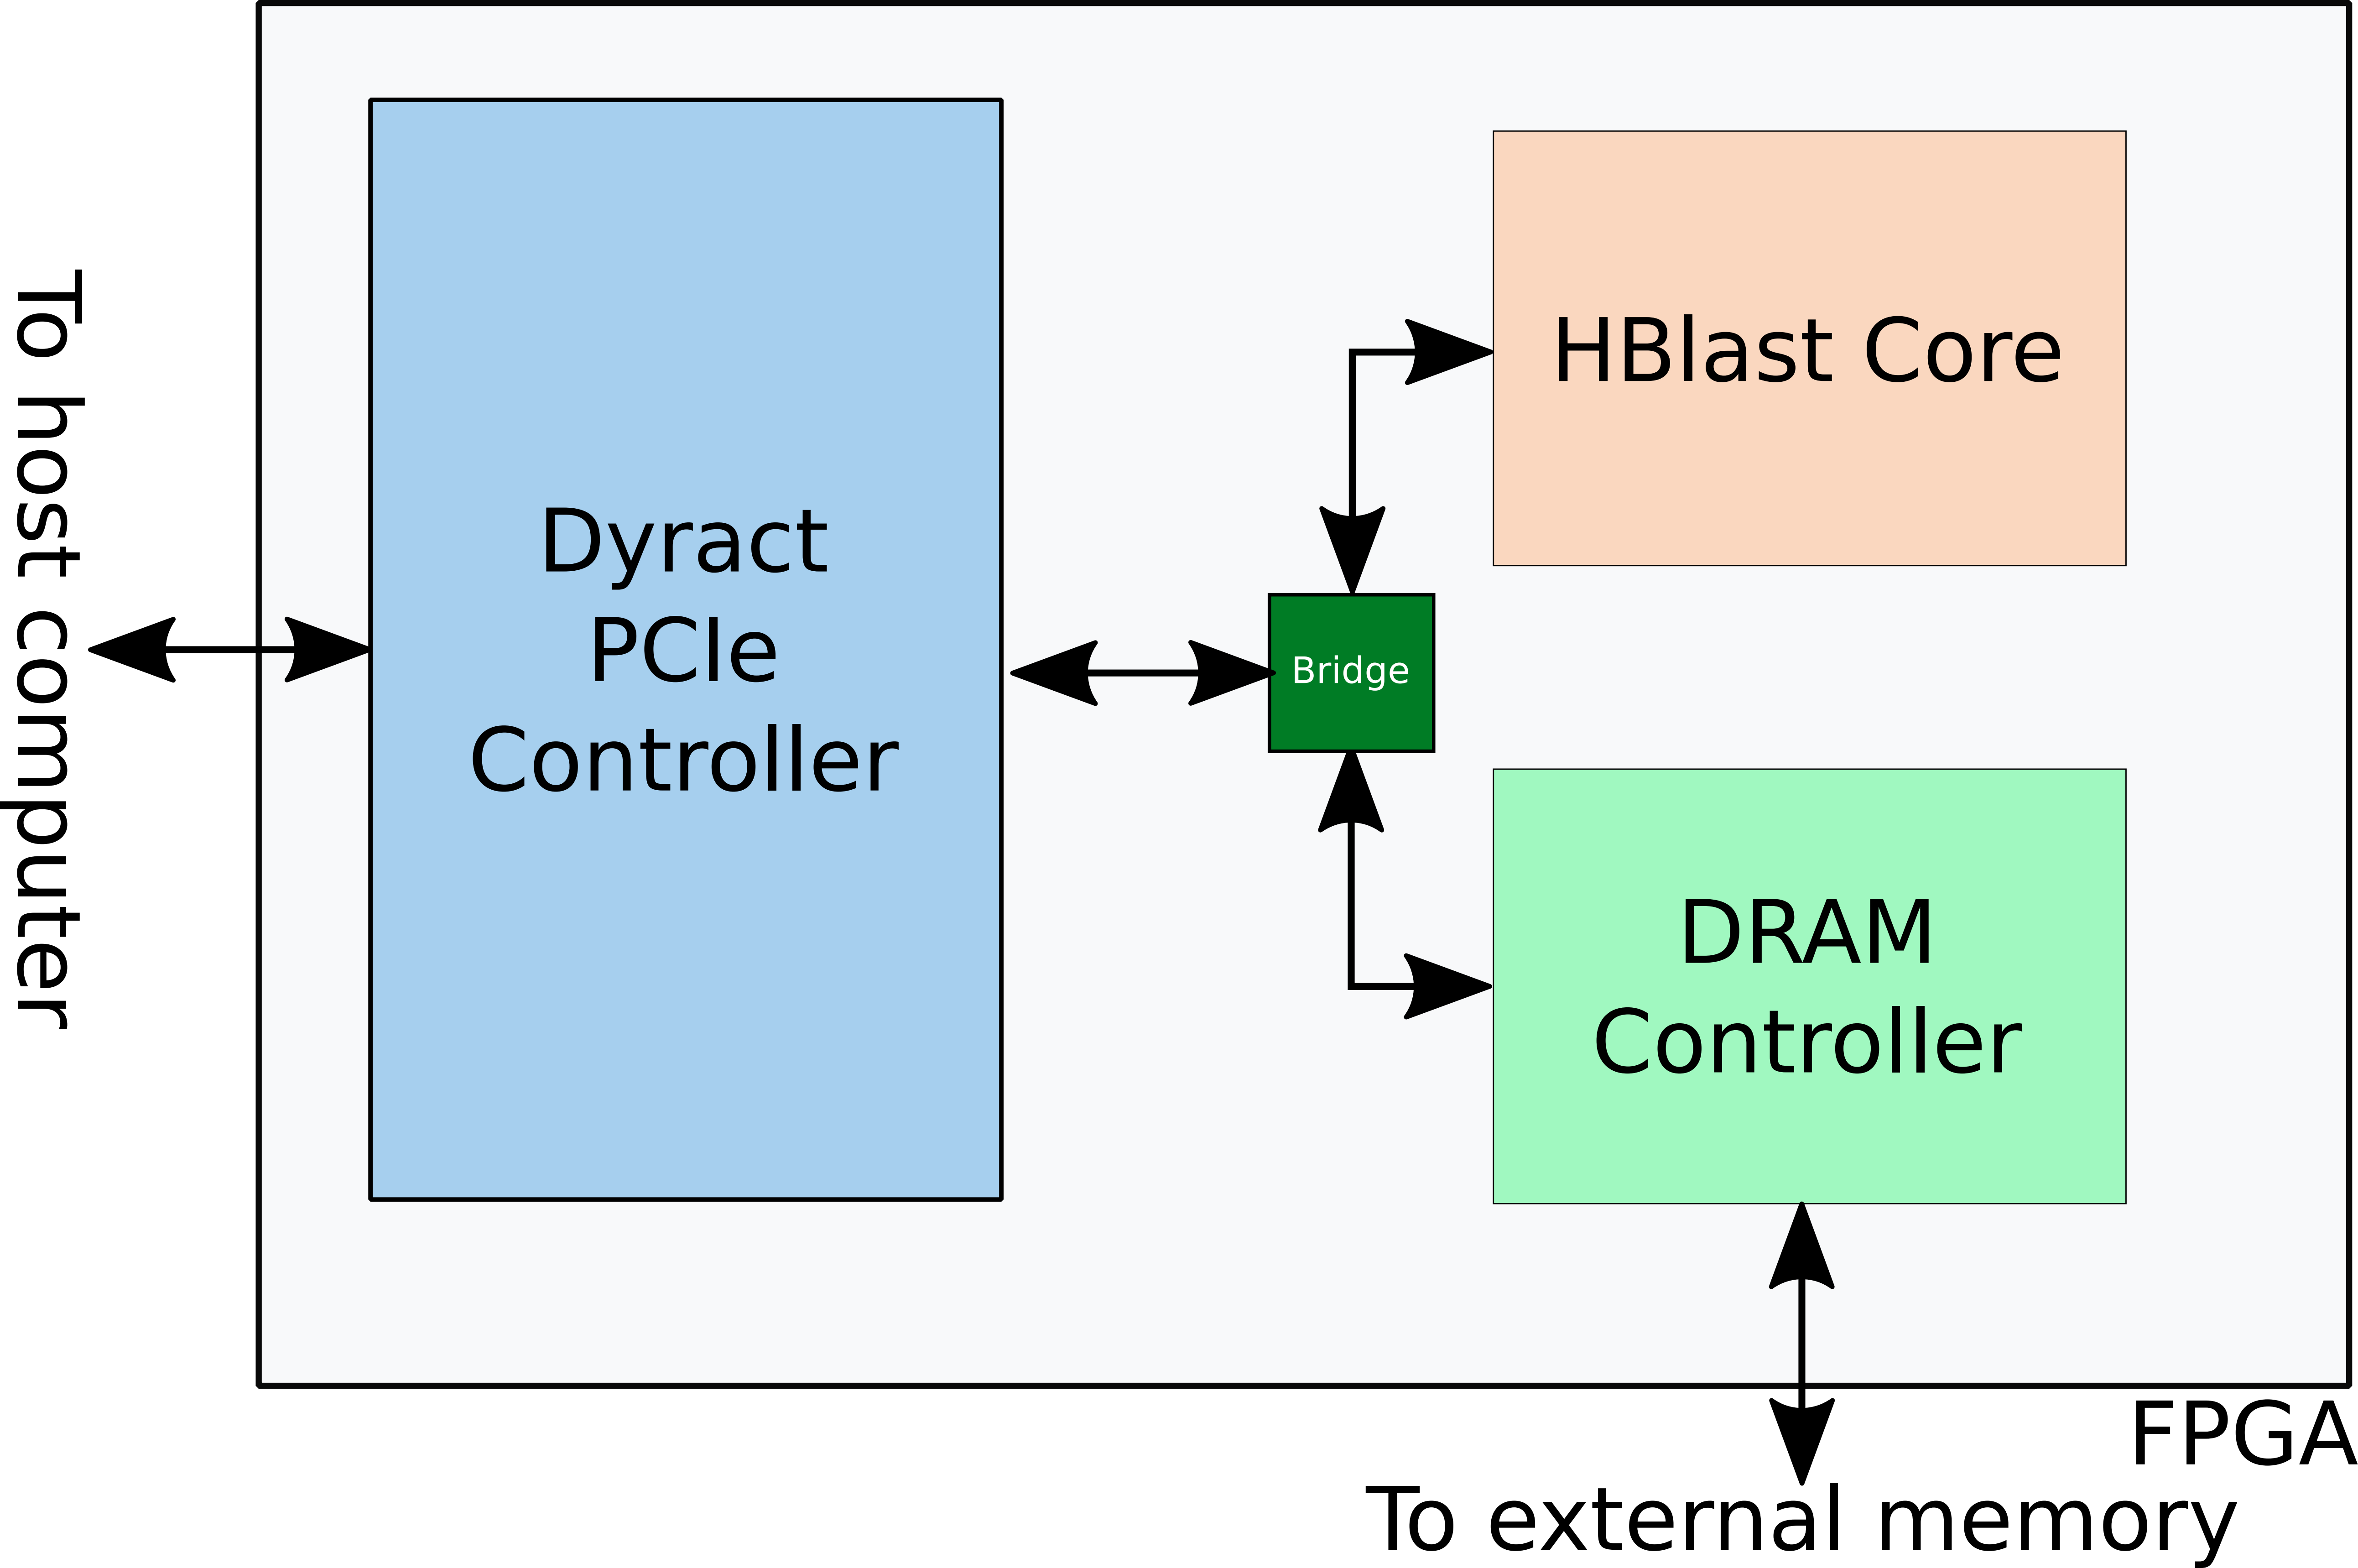 To host computer
Dyract
PCIe
Controller
HBlast Core
Bridge
DRAM
Controller
FPGA
To external memory